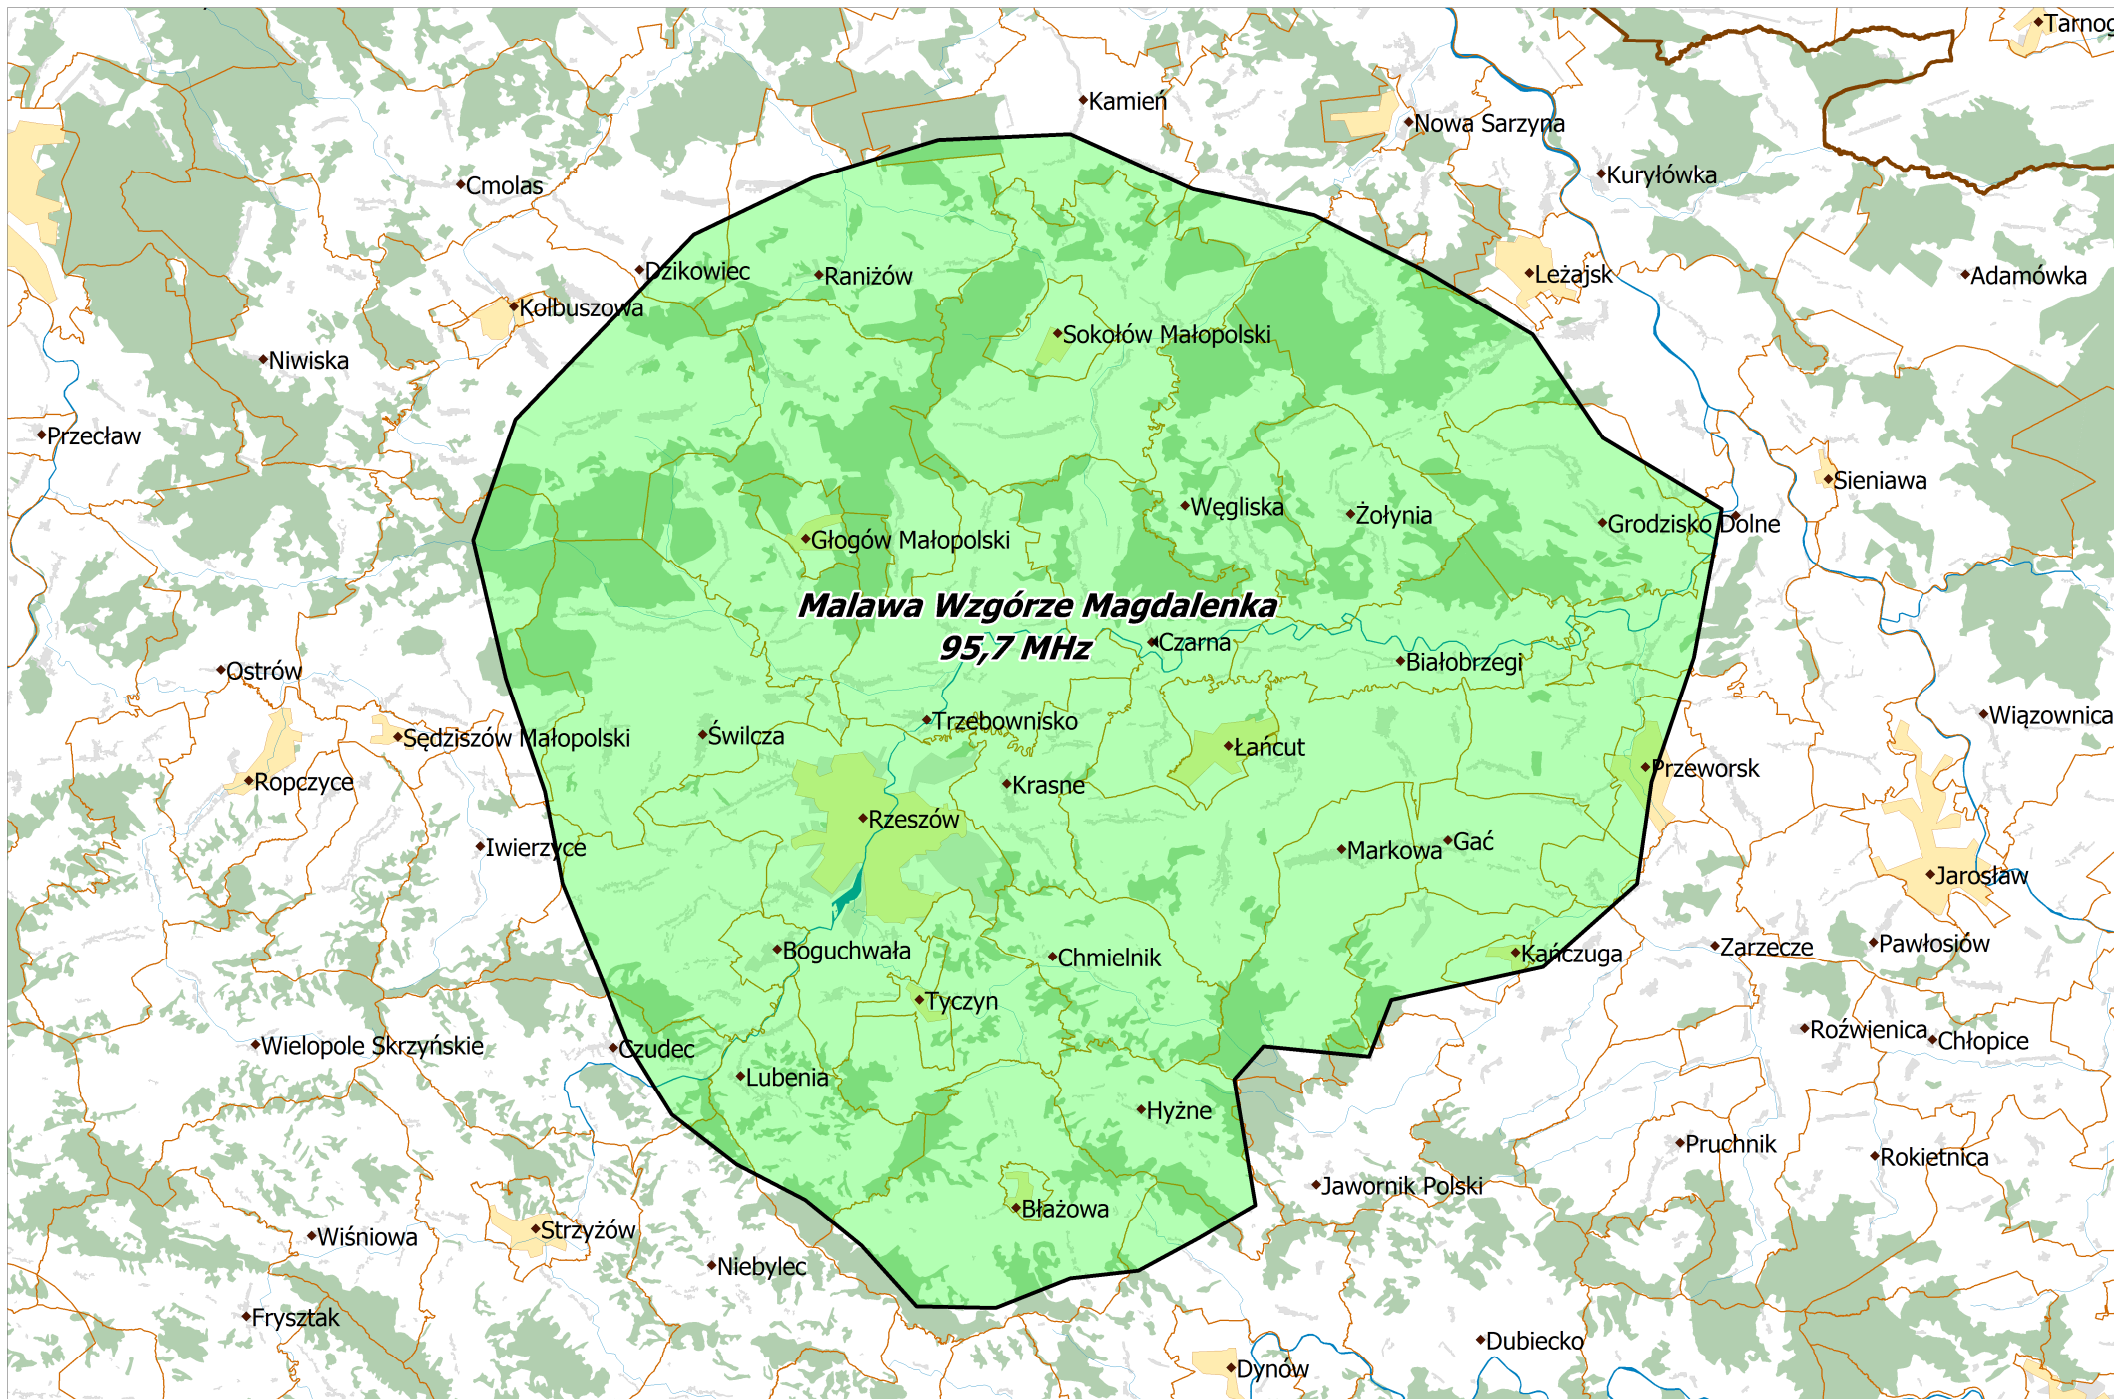 Tarnog
Kamień
Nowa Sarzyna
Kuryłówka
Cmolas
Dzikowiec
Raniżów
Leżajsk
Adamówka
Kolbuszowa
Sokołów Małopolski
Niwiska
Przecław
Sieniawa
Węgliska
Żołynia
Grodzisko Dolne
Głogów Małopolski
Malawa Wzgórze Magdalenka
95,7 MHz
Czarna
Białobrzegi
Ostrów
Wiązownica
Trzebownisko
Świlcza
Sędziszów Małopolski
Łańcut
Przeworsk
Ropczyce
Krasne
Rzeszów
Iwierzyce
Markowa
Gać
Jarosław
Boguchwała
Chmielnik
Kańczuga
Zarzecze
Pawłosiów
Tyczyn
Roźwienica
Chłopice
Wielopole Skrzyńskie
Czudec
Lubenia
Hyżne
Pruchnik
Rokietnica
Jawornik Polski
Błażowa
Strzyżów
Wiśniowa
Niebylec
Frysztak
Dubiecko
Dynów